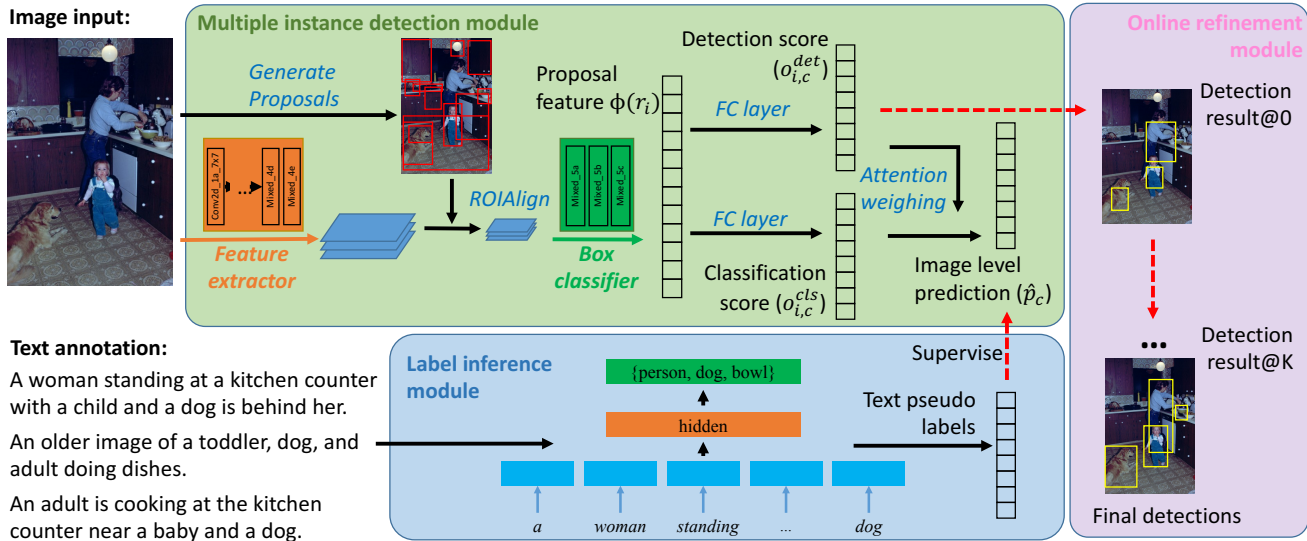 Image input:
Multiple instance detection module
Generate
Proposals
Conv2d_1a_7x7
...
Mixed_4d
Mixed_4e
Feature
extractor
ROIAlign
Proposal
feature ϕ(r_i)
Mixed_5a
Mixed_5b
Mixed_5c
Box
classifier
Detection score
(o_{i,c}^{det})
FC layer
FC layer
Classification
score (o_{i,c}^{cls})
Attention
weighing
Image level
prediction (p̂_c)
Online refinement
module
Detection
result@0
...
Detection
result@K
Final detections
Text annotation:
A woman standing at a kitchen counter
with a child and a dog is behind her.
An older image of a toddler, dog, and
adult doing dishes.
An adult is cooking at the kitchen
counter near a baby and a dog.
Label inference
module
{person, dog, bowl}
hidden
a woman standing ... dog
Text pseudo
labels
Supervise